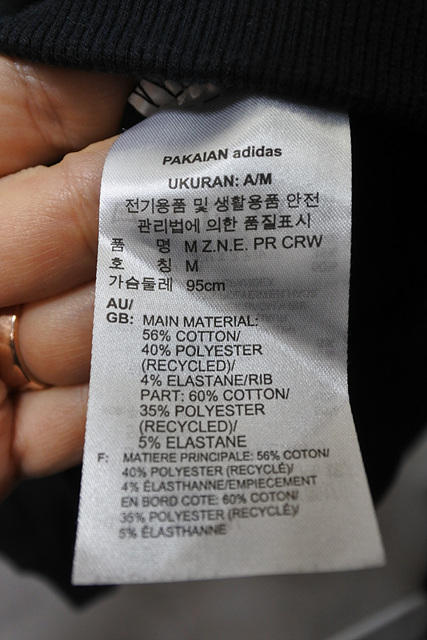 PAKAIAN adidas
UKURAN: A/M
전기용품 및 생활용품 안전
관리법에 의한 품질표시
품 명 M Z.N.E. PR CRW
호 칭 M
가슴둘레 95cm
AU/
GB: MAIN MATERIAL:
56% COTTON/
40% POLYESTER
(RECYCLED)/
4% ELASTANE/RIB
PART: 60% COTTON/
35% POLYESTER
(RECYCLED)/
5% ELASTANE
F: MATIERE PRINCIPALE: 56% COTON/
40% POLYESTER (RECYCLÉ)/
4% ÉLASTHANNE/EMPIECEMENT
EN BORD COTE: 60% COTON/
35% POLYESTER (RECYCLÉ)/
5% ÉLASTHANNE